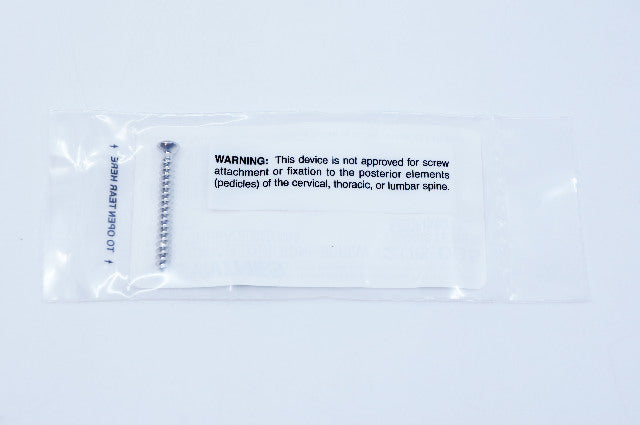 WARNING: This device is not approved for screw
attachment or fixation to the posterior elements
(pedicles) of the cervical, thoracic, or lumbar spine.
TO OPEN TEAR HERE